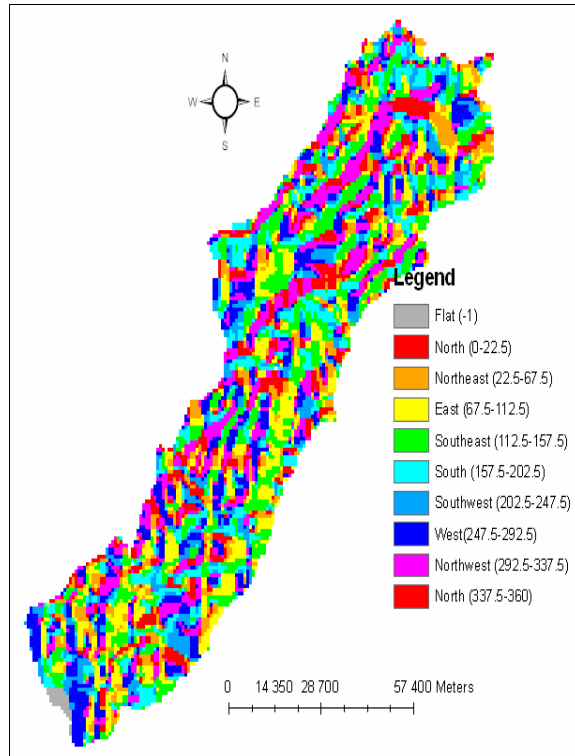 N
W E
S
Legend
Flat (-1)
North (0-22.5)
Northeast (22.5-67.5)
East (67.5-112.5)
Southeast (112.5-157.5)
South (157.5-202.5)
Southwest (202.5-247.5)
West(247.5-292.5)
Northwest (292.5-337.5)
North (337.5-360)
0 14 350 28 700 57 400 Meters